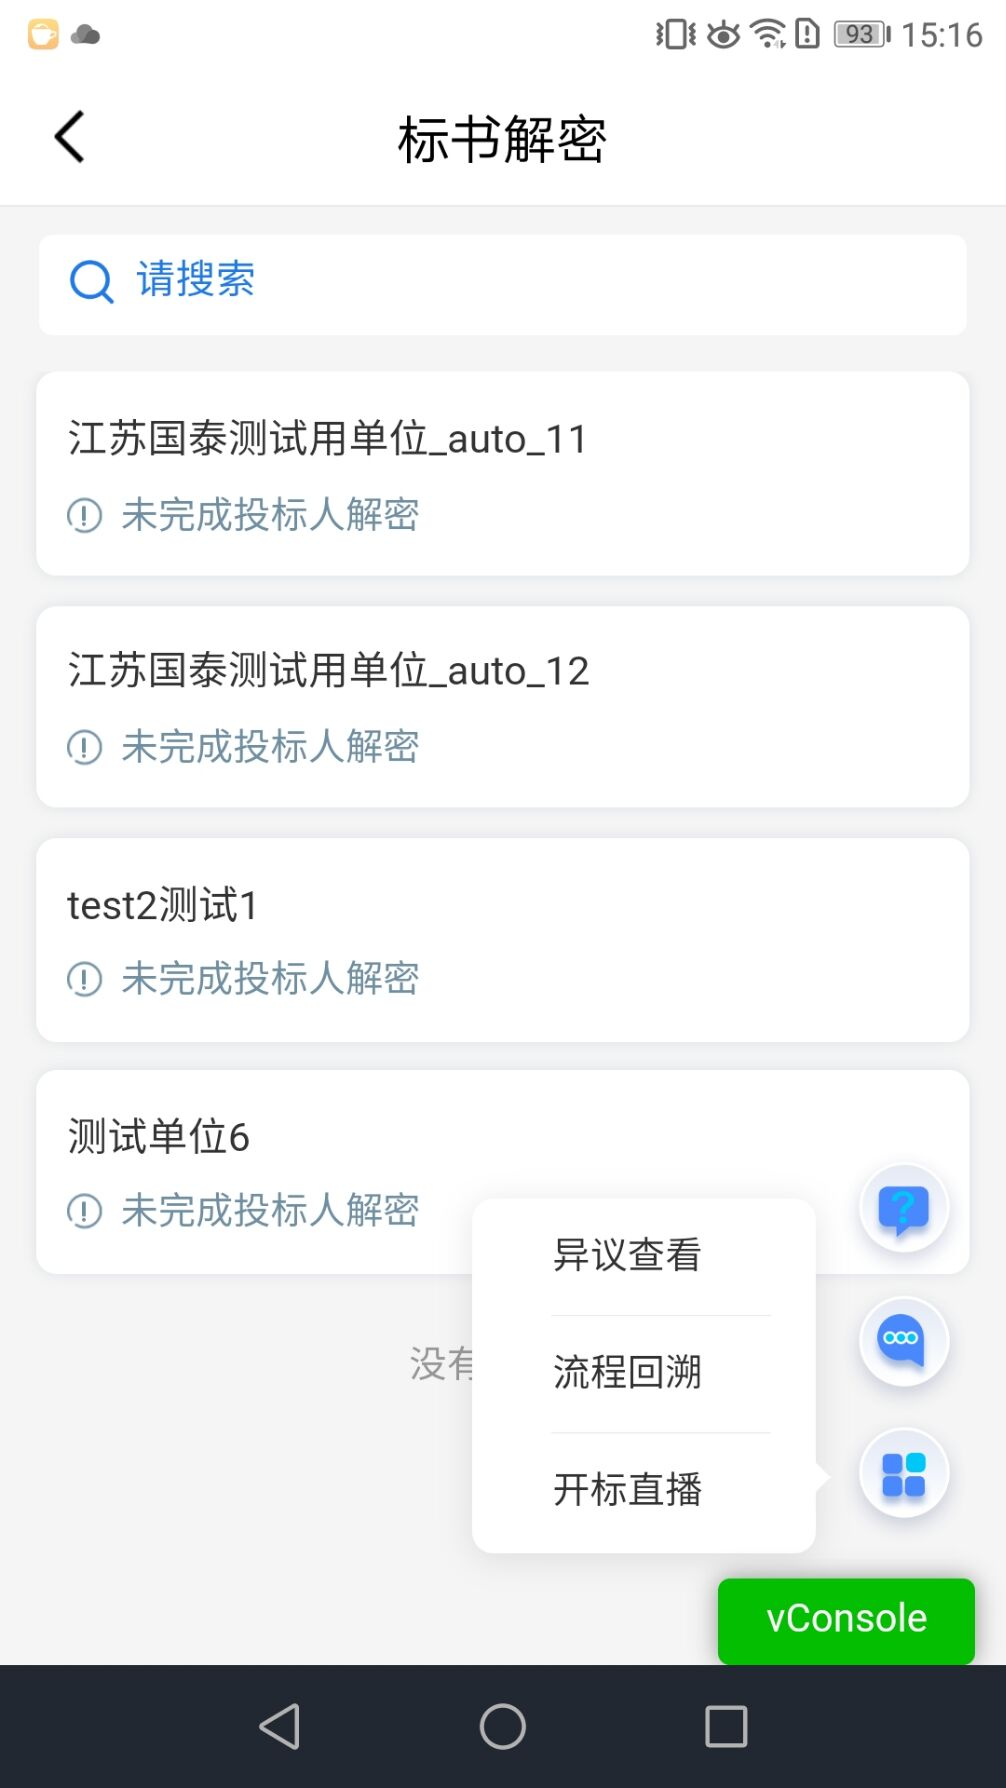 93 15:16
标书解密
请搜索
江苏国泰测试用单位_auto_11
未完成投标人解密
江苏国泰测试用单位_auto_12
未完成投标人解密
test2测试1
未完成投标人解密
测试单位6
未完成投标人解密
异议查看
没有
流程回溯
开标直播
vConsole